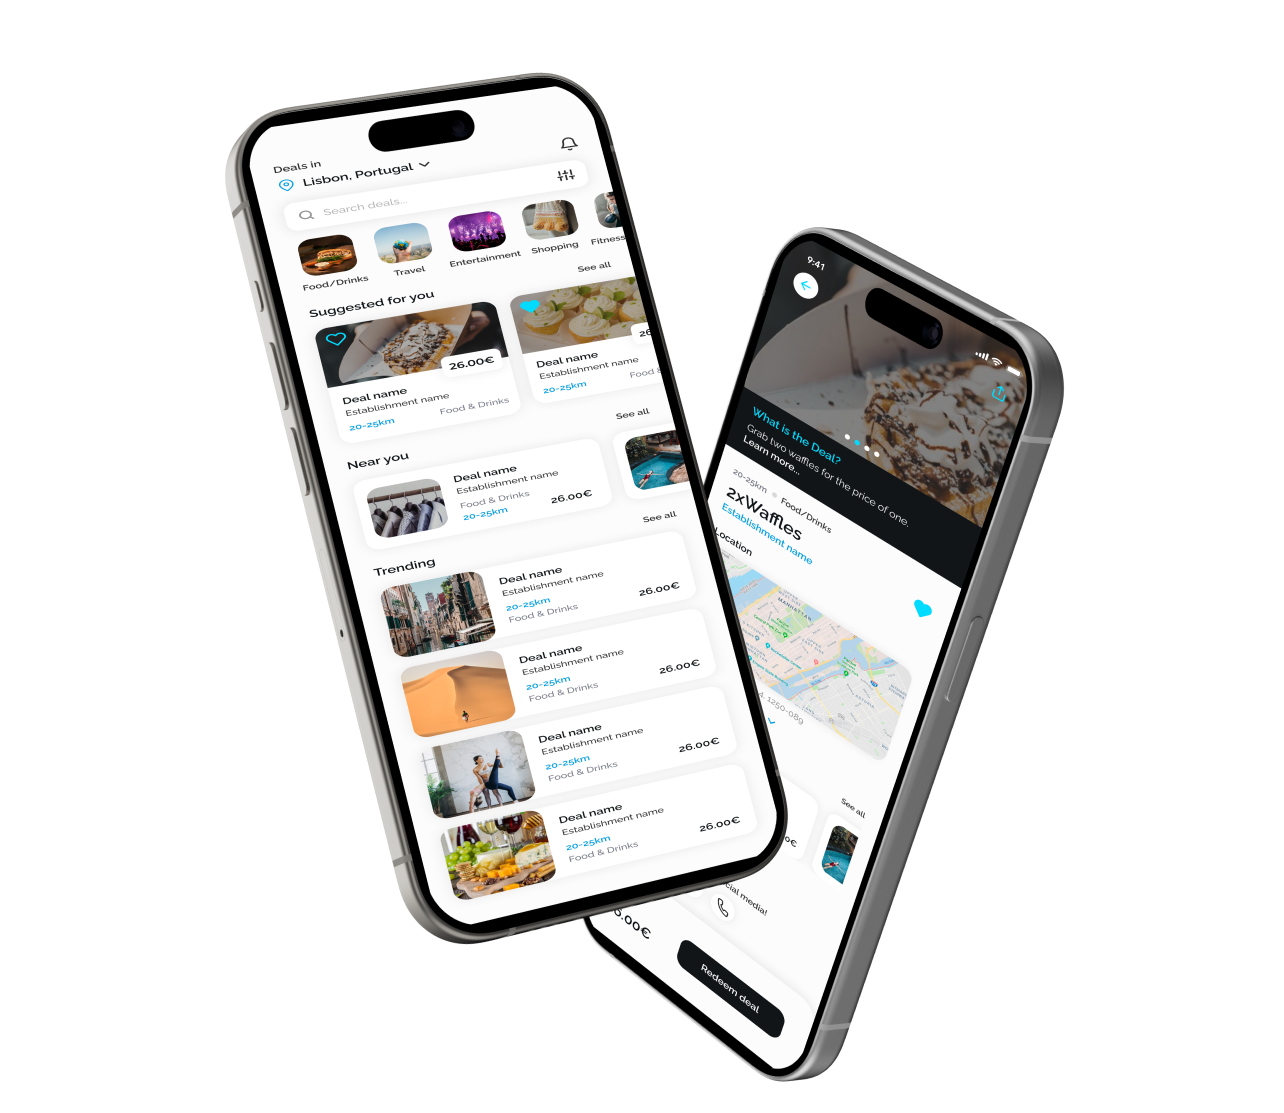 Deals in
Lisbon, Portugal
Search deals...
Food/Drinks
Travel
Entertainment
Shopping
Fitness
Suggested for you
See all
26.00€
Deal name
Establishment name
20-25km
Food & Drinks
26
Deal name
Establishment name
20-25km
Food &
Near you
See all
Deal name
Establishment name
Food & Drinks
20-25km
26.00€
Trending
See all
Deal name
Establishment name
20-25km
Food & Drinks
26.00€
Deal name
Establishment name
20-25km
Food & Drinks
26.00€
Deal name
Establishment name
20-25km
Food & Drinks
26.00€
Deal name
Establishment name
20-25km
Food & Drinks
26.00€
9:41
What is the Deal?
Grab two waffles for the price of one.
Learn more...
20-25km
Food/Drinks
2xWaffles
Establishment name
Location
MANHATTAN
4, 1250-08g
See all
0€
cial media!
6.00€
Redeem deal